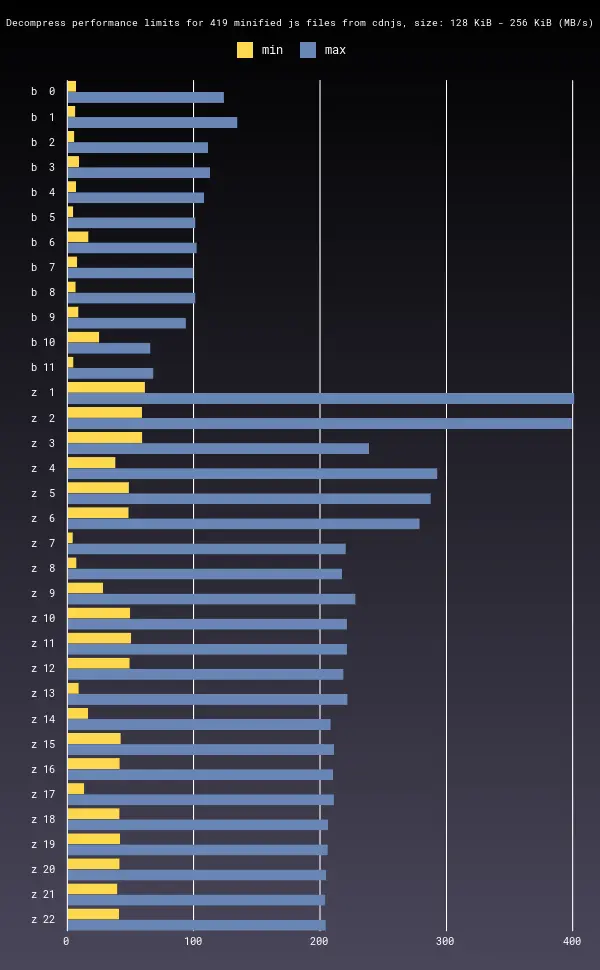 Decompress performance limits for 419 minified js files from cdnjs, size: 128 KiB - 256 KiB (MB/s)
min max
b 0
b 1
b 2
b 3
b 4
b 5
b 6
b 7
b 8
b 9
b 10
b 11
z 1
z 2
z 3
z 4
z 5
z 6
z 7
z 8
z 9
z 10
z 11
z 12
z 13
z 14
z 15
z 16
z 17
z 18
z 19
z 20
z 21
z 22
0 100 200 300 400